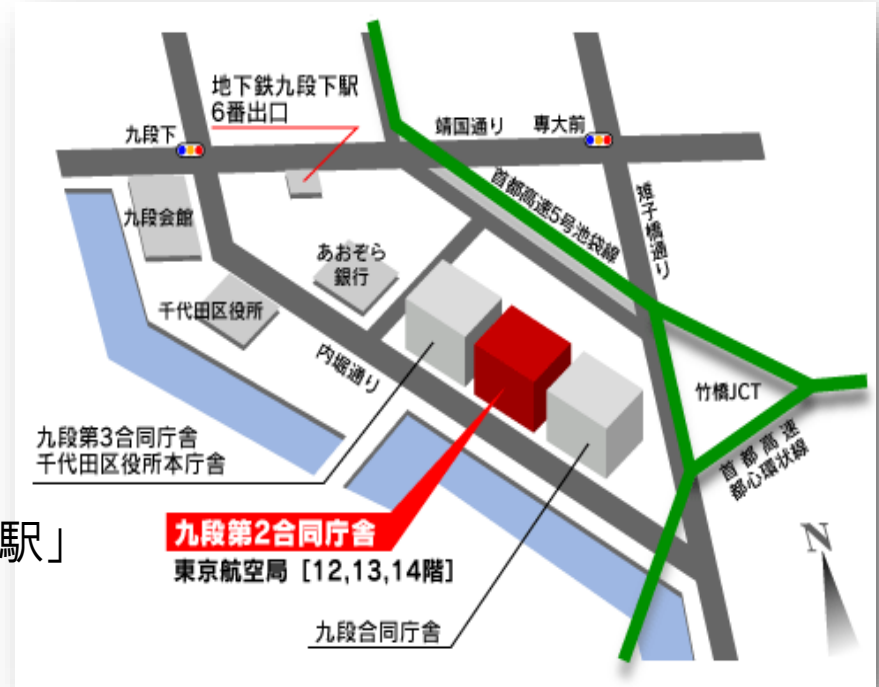 地下鉄九段下駅
6番出口
九段下
靖国通り
専大前
首都高速5号池袋線
雉子橋通り
九段会館
あおぞら
銀行
千代田区役所
内堀通り
竹橋JCT
首都高速
都心環状線
九段第3合同庁舎
千代田区役所本庁舎
駅」
九段第2合同庁舎
東京航空局［12,13,14階］
九段合同庁舎
N